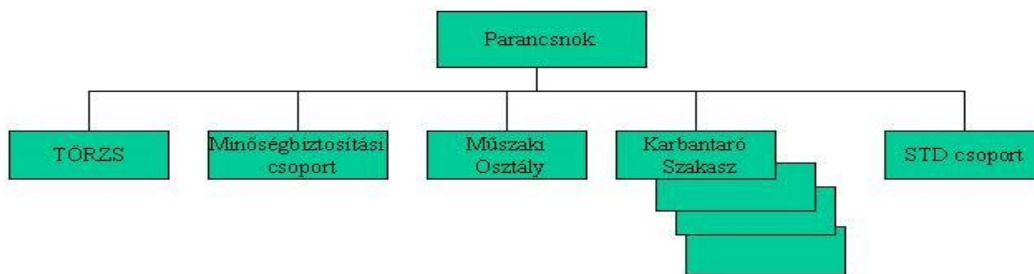 Parancsnok
TÖRZS
Minőségbiztosítási
csoport
Műszaki
Osztály
Karbantaró
Szakasz
STD csoport